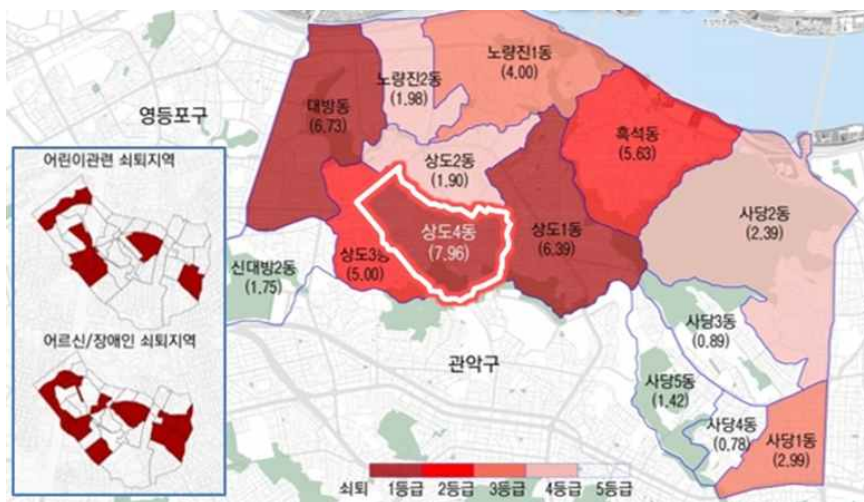 노량진1동
(4.00)
노량진2동
(1.98)
대방동
(6.73)
영등포구
흑석동
(5.63)
어린이관련 쇠퇴지역
상도2동
(1.90)
사당2동
(2.39)
상도4동
(7.96)
상도1동
(6.39)
상도3동
(5.00)
신대방2동
(1.75)
사당3동
(0.89)
어르신/장애인 쇠퇴지역
관악구
사당5동
(1.42)
사당4동
(0.78)
사당1동
(2.99)
쇠퇴 1등급 2등급 3등급 4등급 5등급